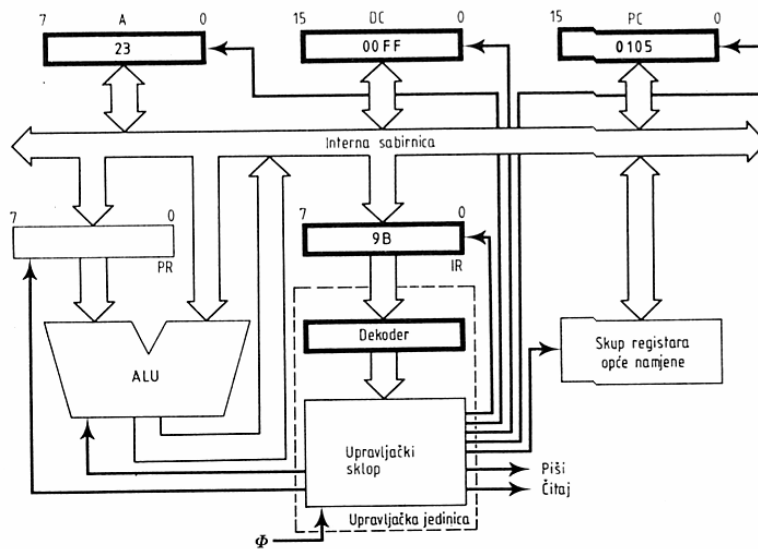 7 A 0
15 DC 0
15 PC 0
23
00FF
0105
Interna sabirnica
7 0
7 0
9B
PR
IR
Dekoder
Skup registara
opće namjene
ALU
Upravljački
sklop
Piši
Čitaj
Upravljačka jedinica
Φ